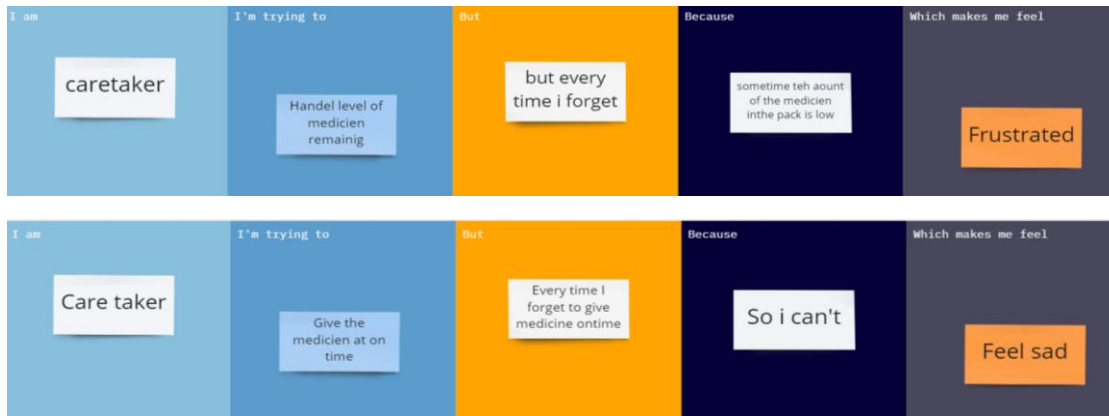 I am
I'm trying to
But
Because
Which makes me feel
caretaker
Handel level of
medicien
remainig
but every
time i forget
sometime teh aount
of the medicien
inthe pack is low
Frustrated
I am
I'm trying to
But
Because
Which makes me feel
Care taker
Give the
medicien at on
time
Every time I
forget to give
medicine ontime
So i can't
Feel sad